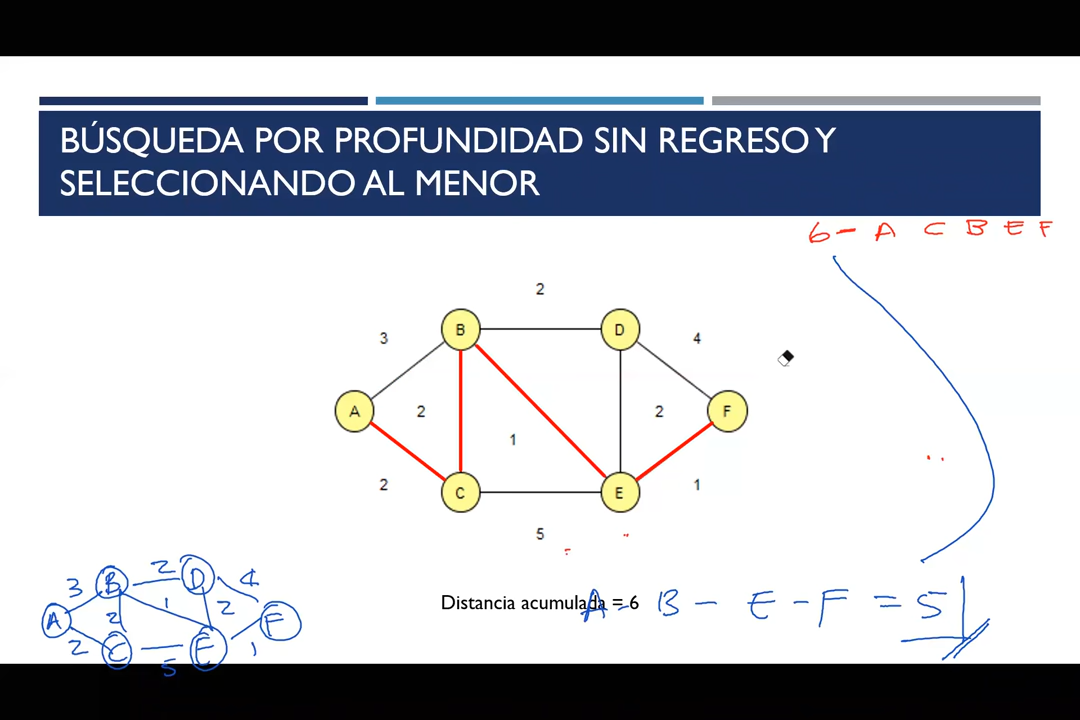 BÚSQUEDA POR PROFUNDIDAD SIN REGRESO Y
SELECCIONANDO AL MENOR
6 - A C B E F
2
B D
3 4
A 2 2 F
1
2 C E 1
5
Distancia acumulada = 6
A - B - E - F = 5
3 B 2 D 4
A 2 1 2 F
2 C 5 E 1